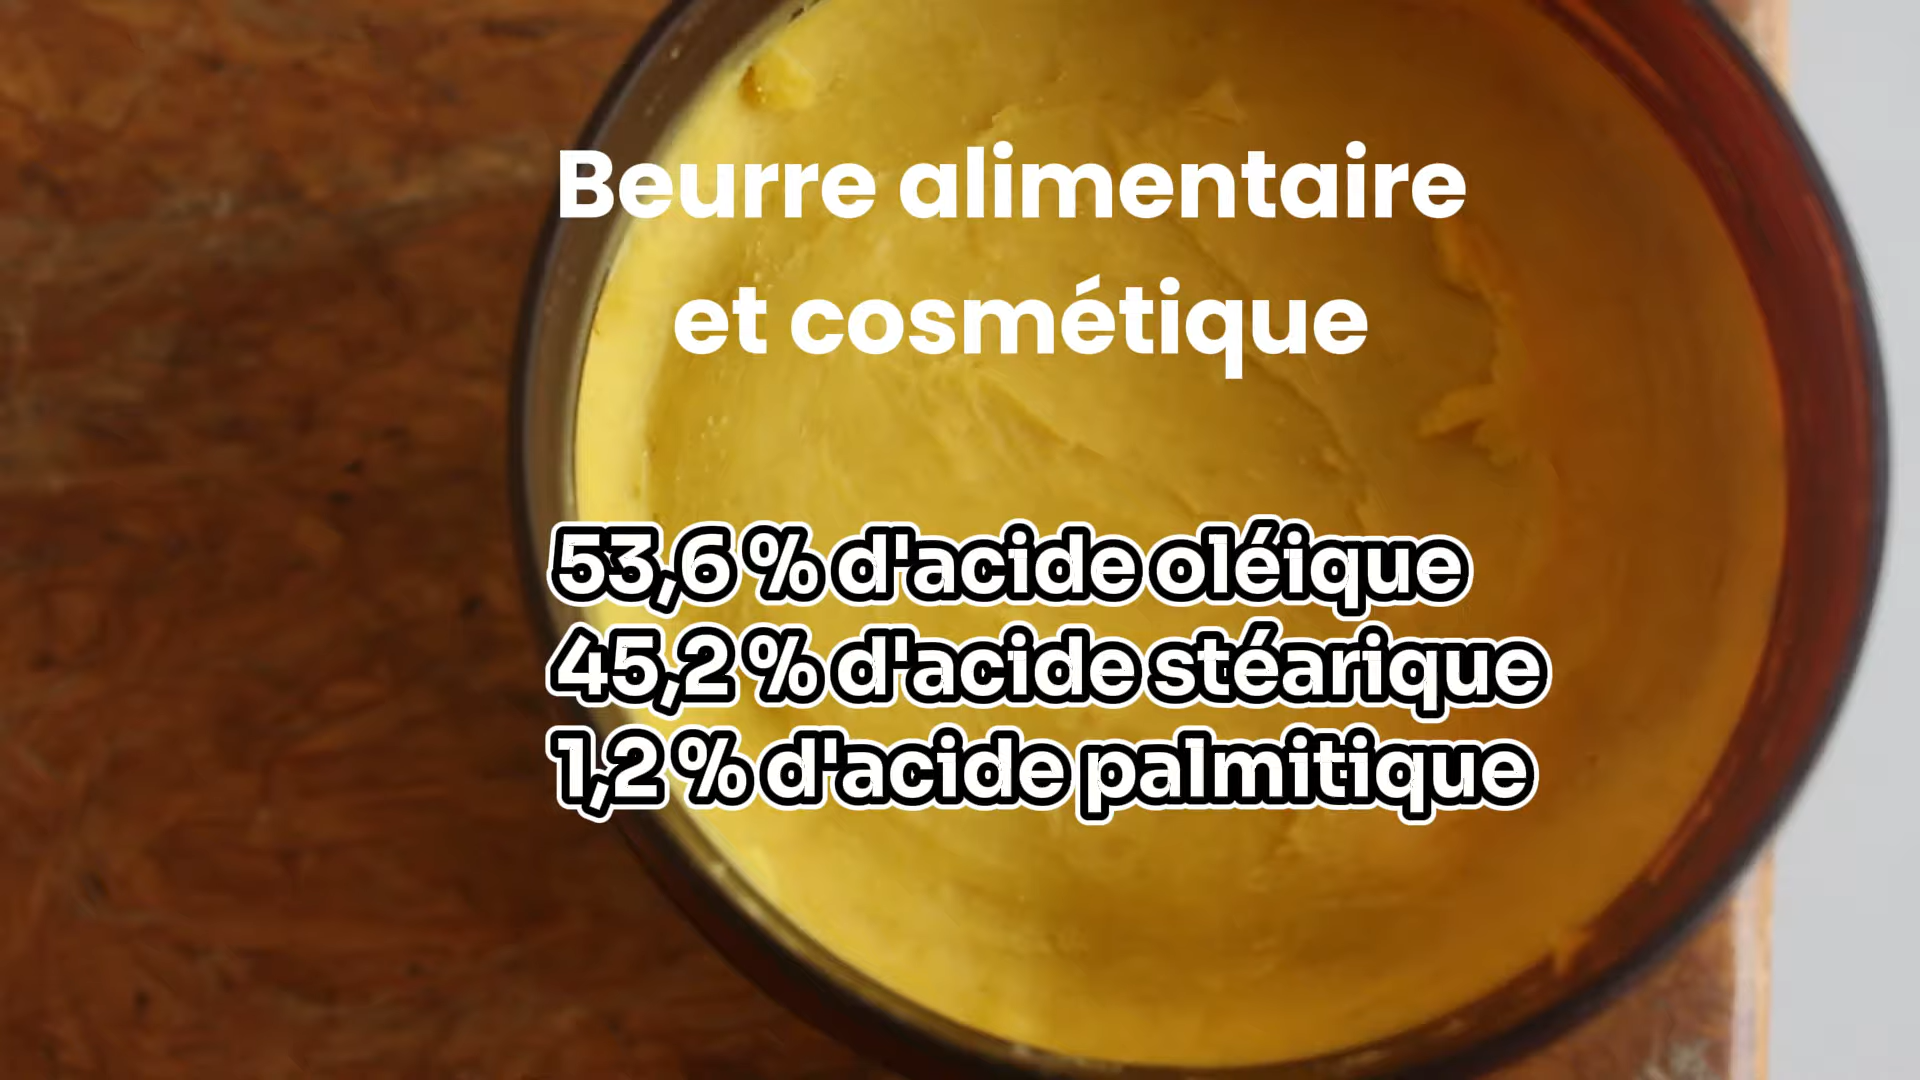 Beurre alimentaire
et cosmétique
53,6 % d'acide oléique
45,2 % d'acide stéarique
1,2 % d'acide palmitique